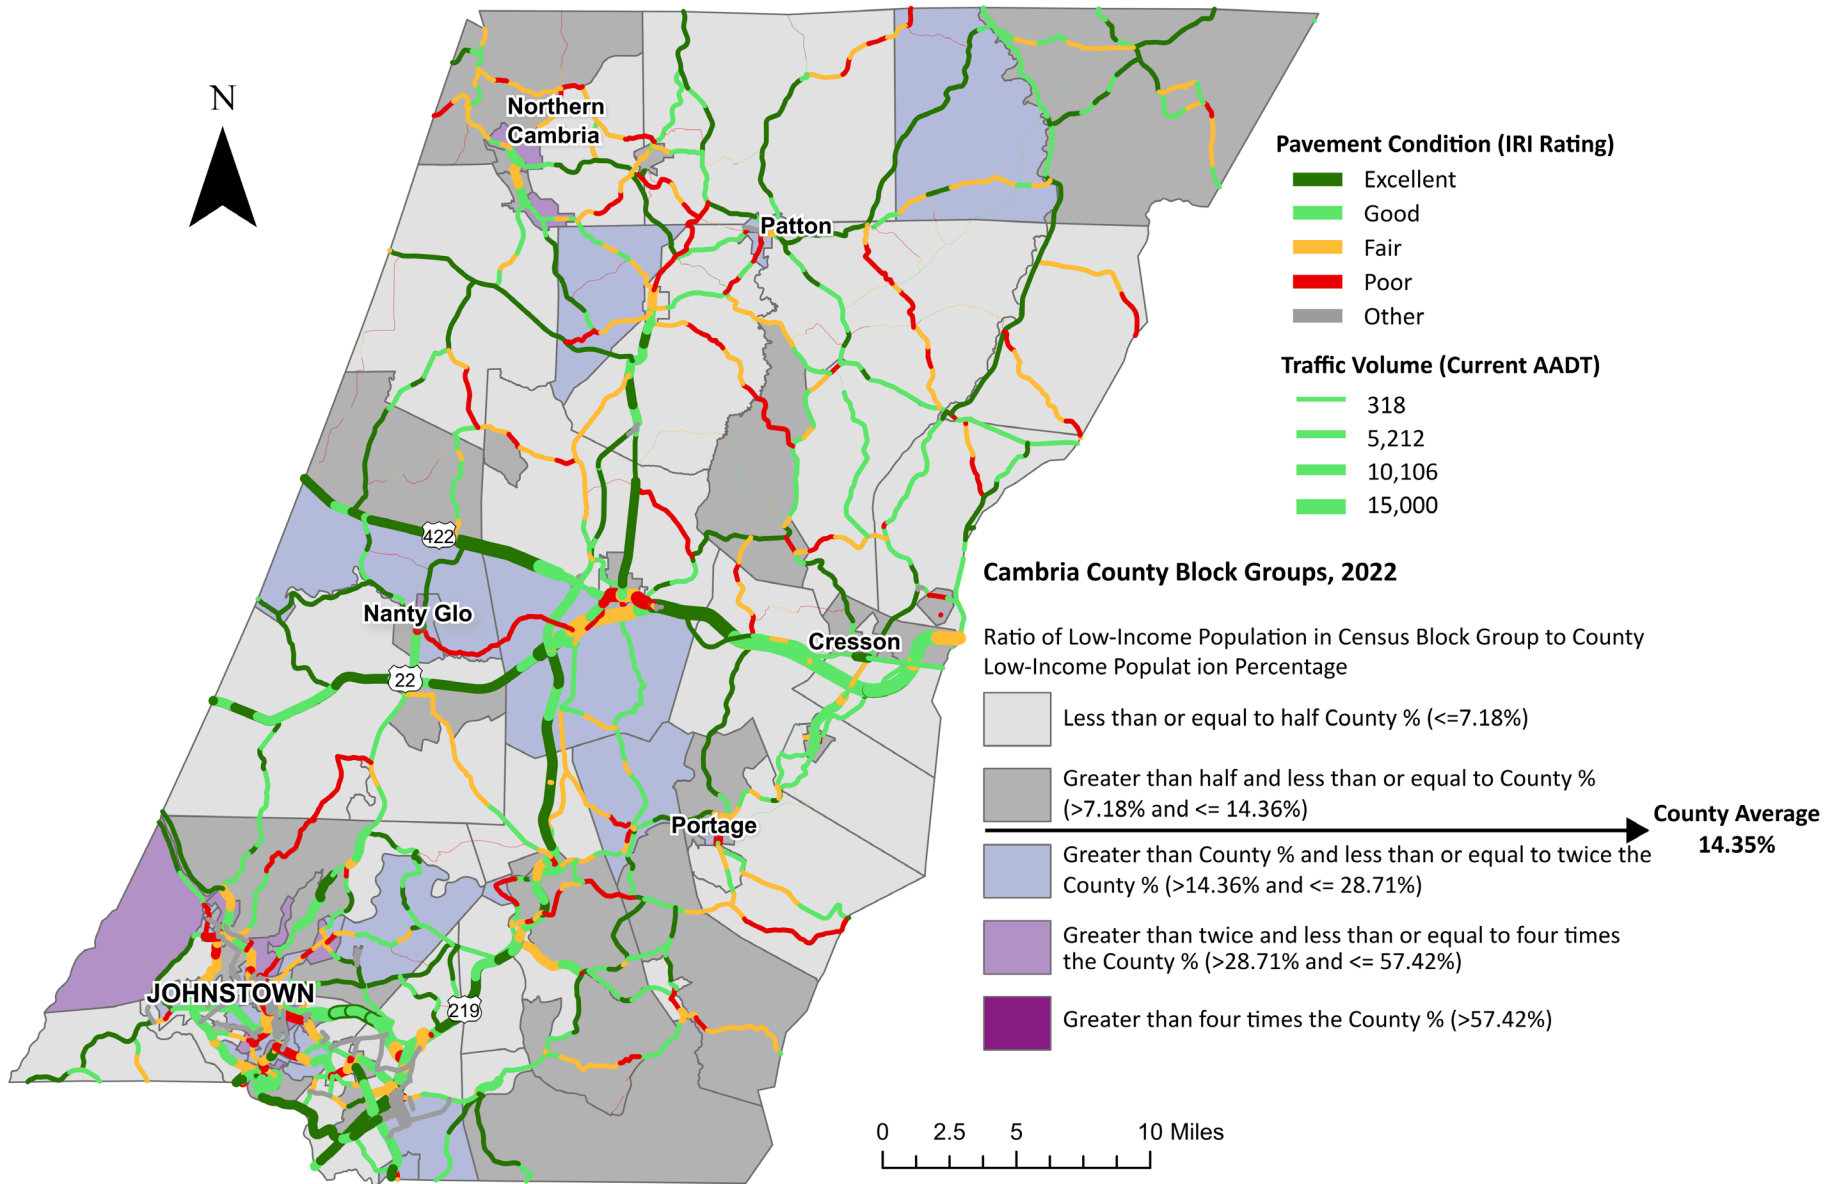 N
Northern
Cambria
Patton
422
Nanty Glo
22
Cresson
Portage
JOHNSTOWN
219
Pavement Condition (IRI Rating)
Excellent
Good
Fair
Poor
Other
Traffic Volume (Current AADT)
318
5,212
10,106
15,000
Cambria County Block Groups, 2022
Ratio of Low-Income Population in Census Block Group to County
Low-Income Populat ion Percentage
Less than or equal to half County % (<=7.18%)
Greater than half and less than or equal to County %
(>7.18% and <= 14.36%)
County Average
14.35%
Greater than County % and less than or equal to twice the
County % (>14.36% and <= 28.71%)
Greater than twice and less than or equal to four times
the County % (>28.71% and <= 57.42%)
Greater than four times the County % (>57.42%)
0 2.5 5 10 Miles